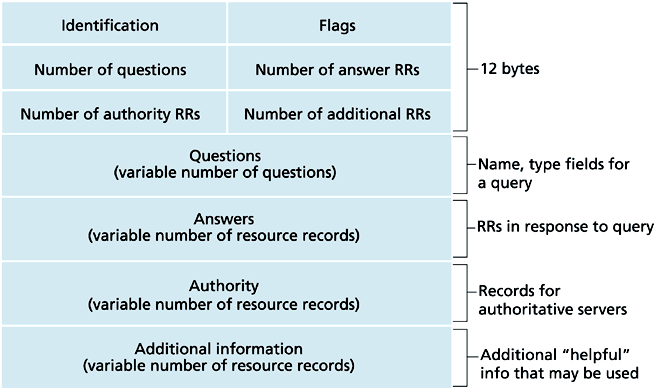 Identification
Flags
12 bytes
Number of questions
Number of answer RRs
Number of authority RRs
Number of additional RRs
Questions
(variable number of questions)
Name, type fields for
a query
Answers
(variable number of resource records)
RRs in response to query
Authority
(variable number of resource records)
Records for
authoritative servers
Additional information
(variable number of resource records)
Additional “helpful”
info that may be used